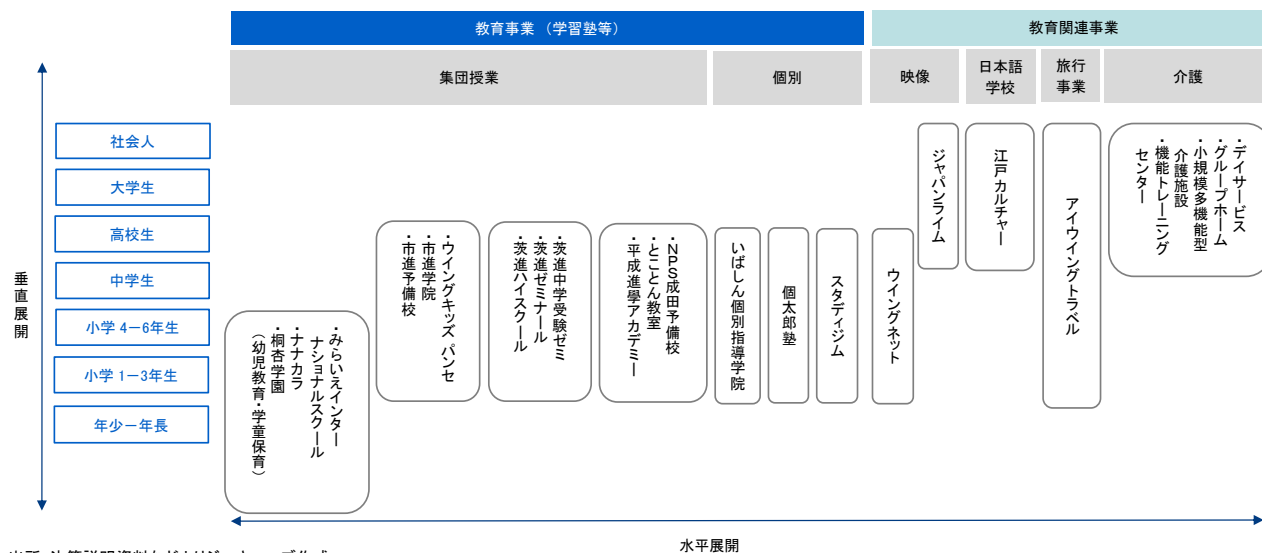 教育事業 （学習塾等）
教育関連事業
集団授業
個別
映像
日本語
学校
旅行
事業
介護
垂直展開
社会人
大学生
高校生
中学生
小学 4－6年生
小学 1－3年生
年少－年長
・みらいえインター
ナショナルスクール
・ナナカラ
・桐杏学園
（幼児教育・学童保育）
・ウイングキッズ パンセ
・市進学院
・市進予備校
・茨進中学受験ゼミ
・茨進ゼミナール
・茨進ハイスクール
・NPS成田予備校
・とことん教室
・平成進學アカデミー
いばしん個別指導学院
個太郎塾
スタディジム
ウイングネット
ジャパンライム
江戸カルチャー
アイウイングトラベル
・デイサービス
・グループホーム
・小規模多機能型
介護施設
・機能トレーニング
センター
水平展開